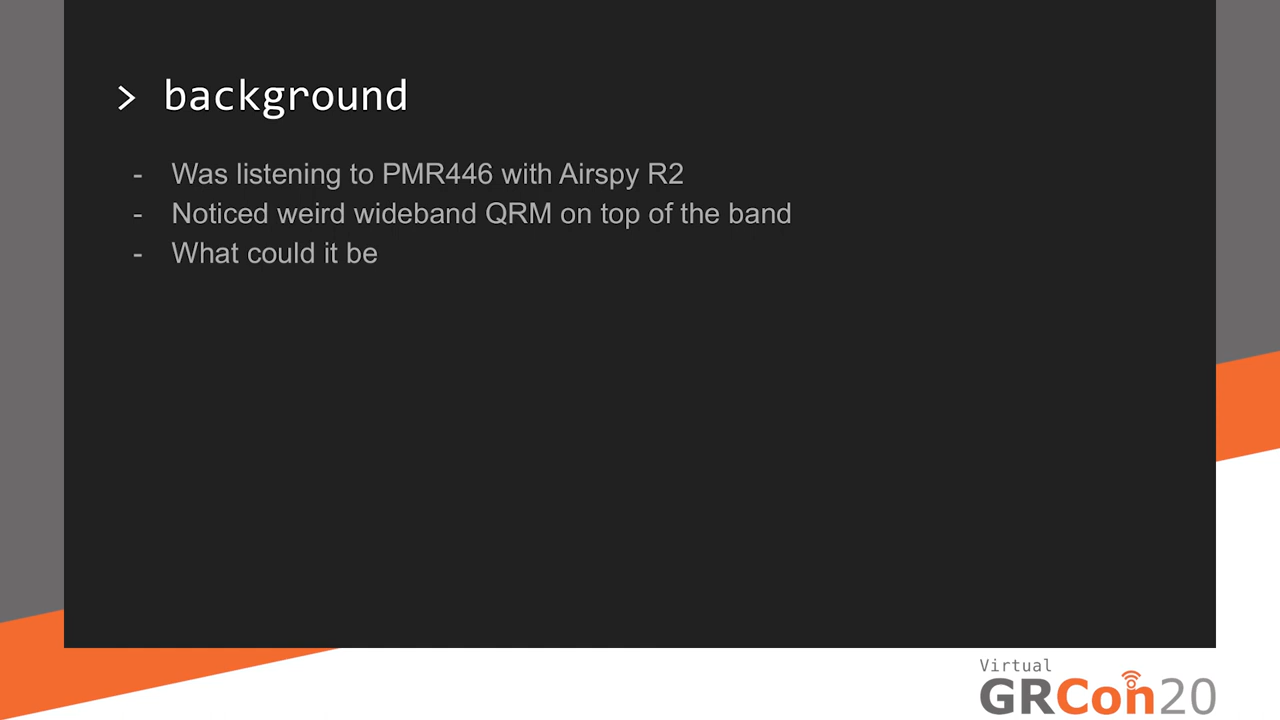 > background
- Was listening to PMR446 with Airspy R2
- Noticed weird wideband QRM on top of the band
- What could it be
Virtual
GRCon20